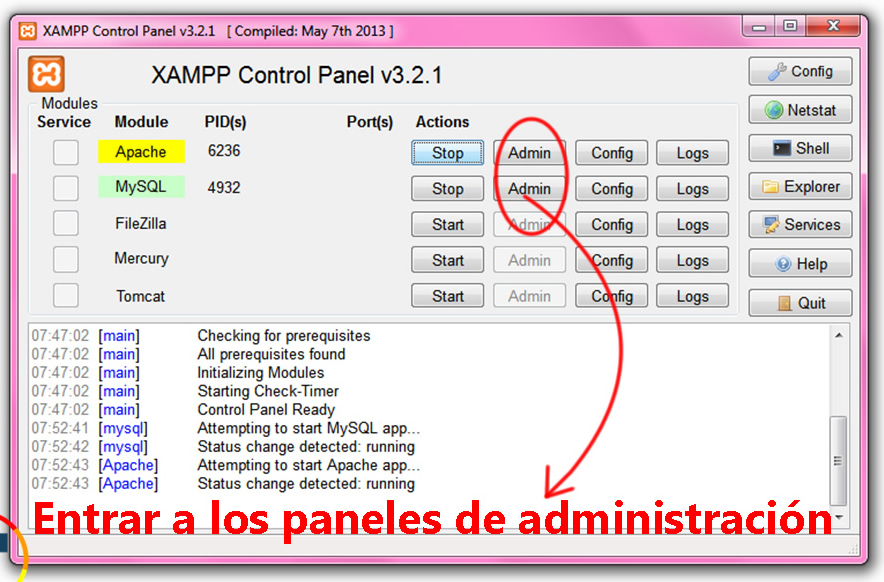 XAMPP Control Panel v3.2.1 [ Compiled: May 7th 2013 ]
XAMPP Control Panel v3.2.1
Config
Modules
Service Module PID(s) Port(s) Actions
Netstat
Apache 6236 Stop Admin Config Logs
Shell
MySQL 4932 Stop Admin Config Logs
Explorer
FileZilla Start Admin Config Logs
Services
Mercury Start Admin Config Logs
Help
Tomcat Start Admin Config Logs
Quit
07:47:02 [main] Checking for prerequisites
07:47:02 [main] All prerequisites found
07:47:02 [main] Initializing Modules
07:47:02 [main] Starting Check-Timer
07:47:02 [main] Control Panel Ready
07:52:41 [mysql] Attempting to start MySQL app...
07:52:42 [mysql] Status change detected: running
07:52:43 [Apache] Attempting to start Apache app...
07:52:43 [Apache] Status change detected: running
Entrar a los paneles de administración